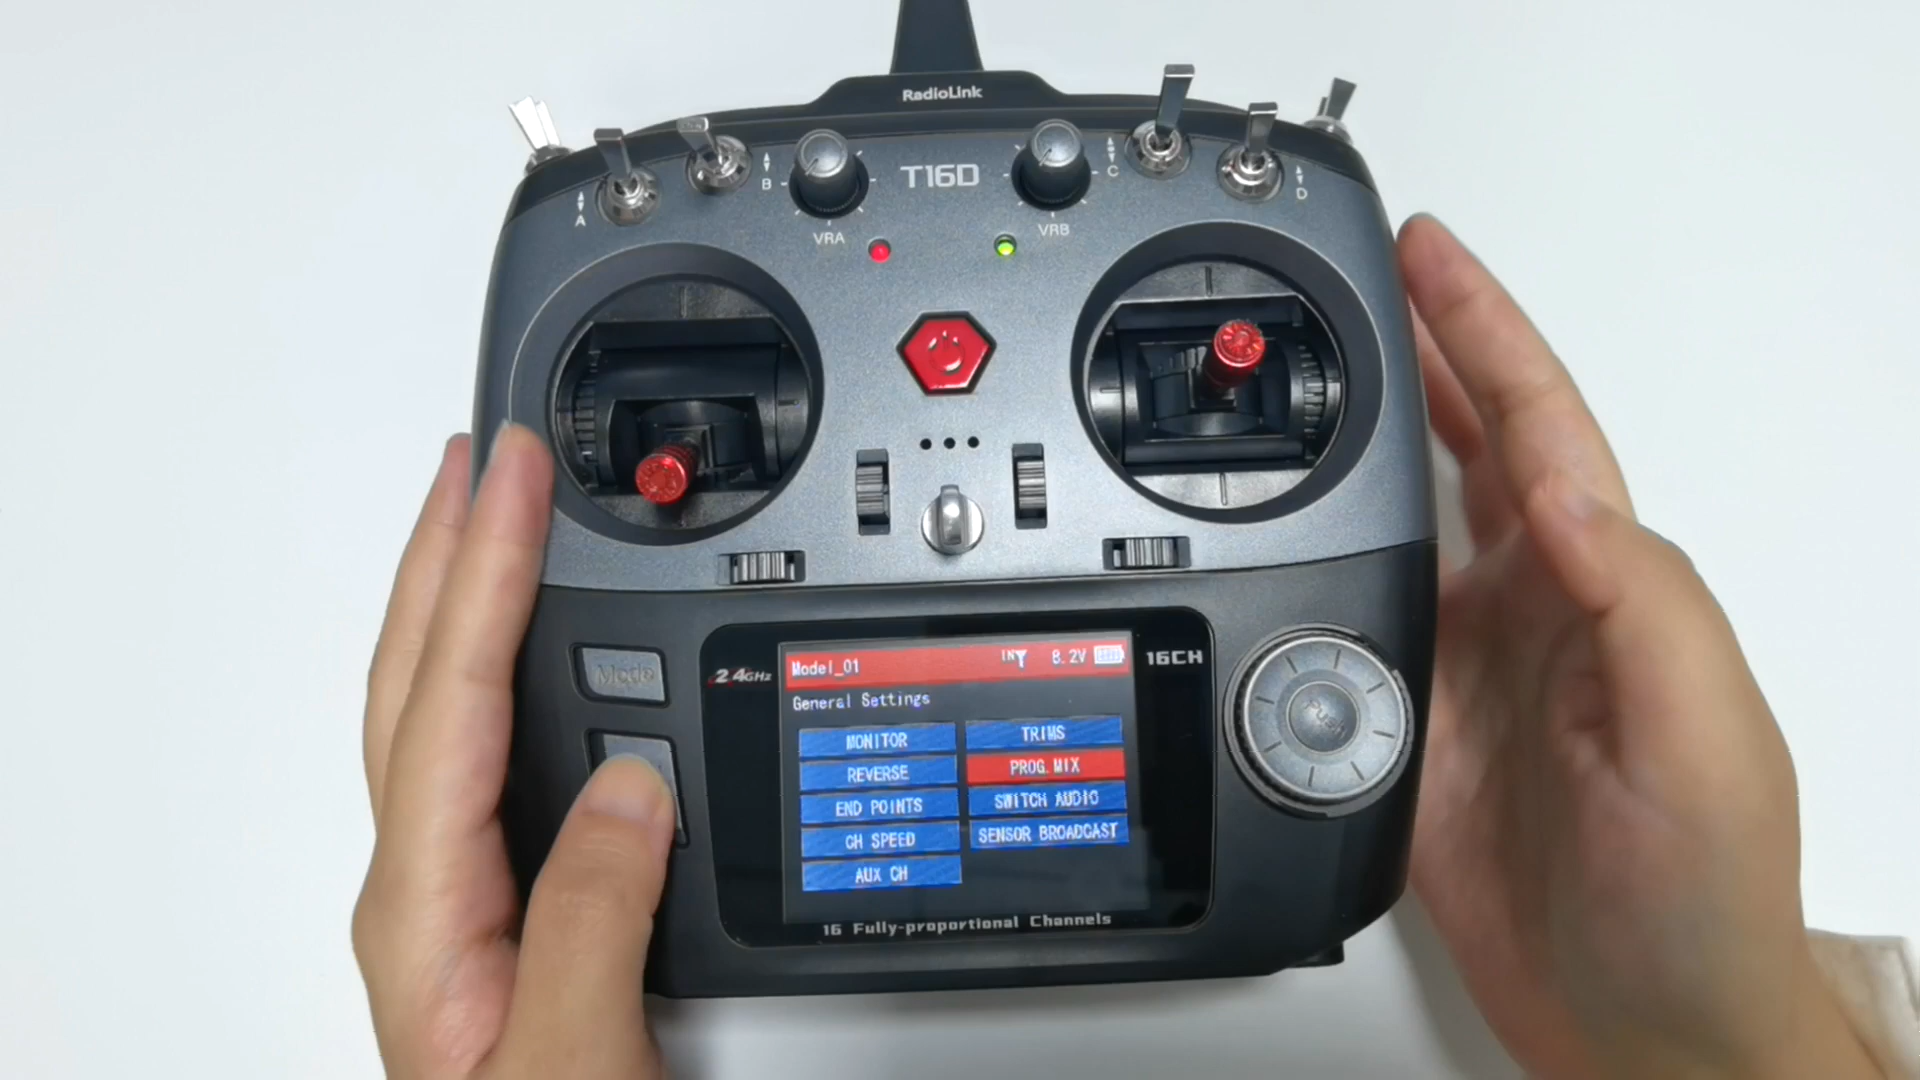 RadioLink
T16D
A
B
C
D
VRA
VRB
Mode
2.4GHz
16CH
Push
Model_01
IN
8.2V
General Settings
MONITOR
TRIMS
REVERSE
PROG.MIX
END POINTS
SWITCH AUDIO
CH SPEED
SENSOR BROADCAST
AUX CH
16 Fully-proportional Channels